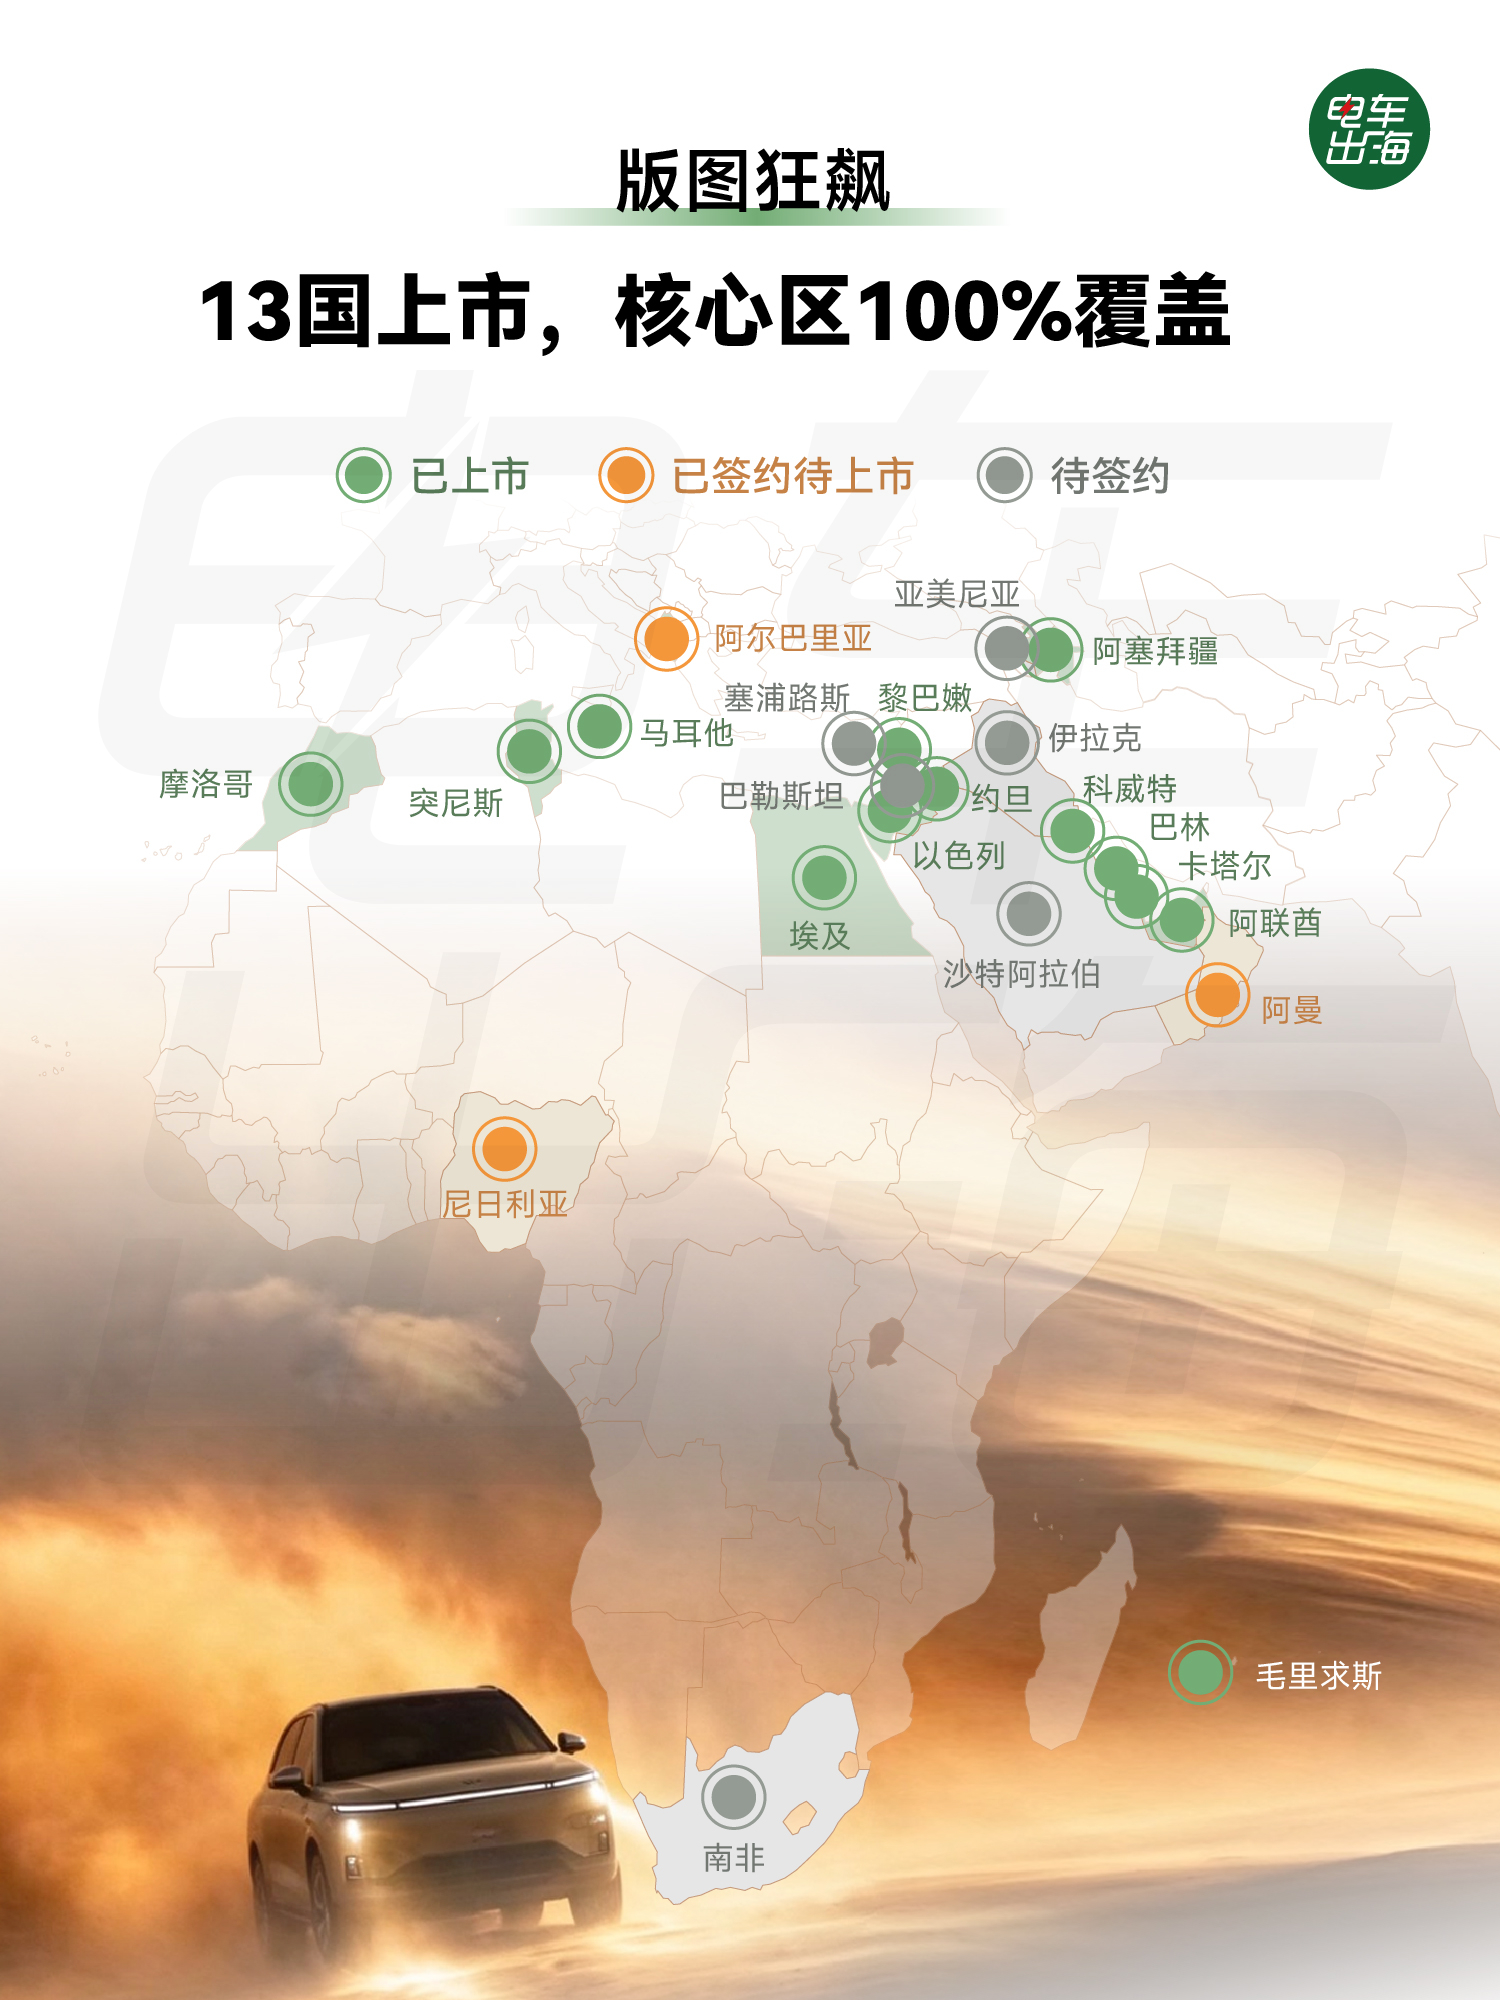 电车
出海
版图狂飙
13国上市，核心区100%覆盖
已上市
已签约待上市
待签约
亚美尼亚
阿尔巴里亚
阿塞拜疆
塞浦路斯
黎巴嫩
马耳他
伊拉克
摩洛哥
突尼斯
巴勒斯坦
约旦
科威特
巴林
以色列
卡塔尔
埃及
阿联酋
沙特阿拉伯
阿曼
尼日利亚
毛里求斯
南非